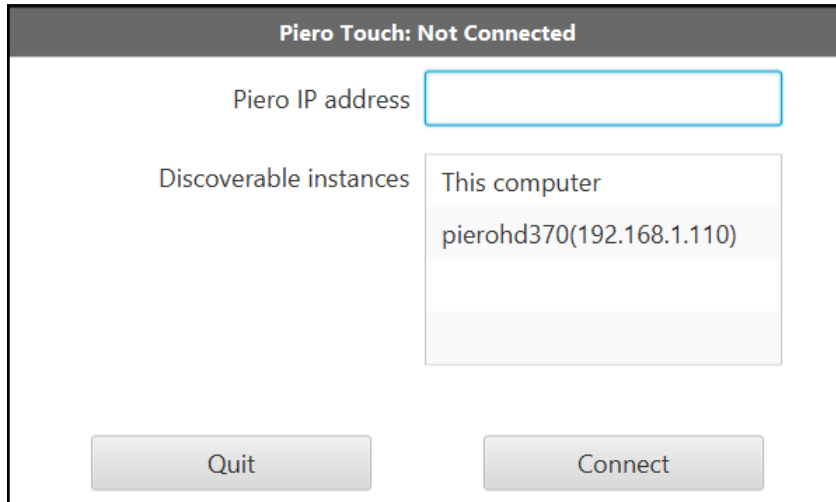 Piero Touch: Not Connected
Piero IP address
Discoverable instances
This computer
pierohd370(192.168.1.110)
Quit
Connect